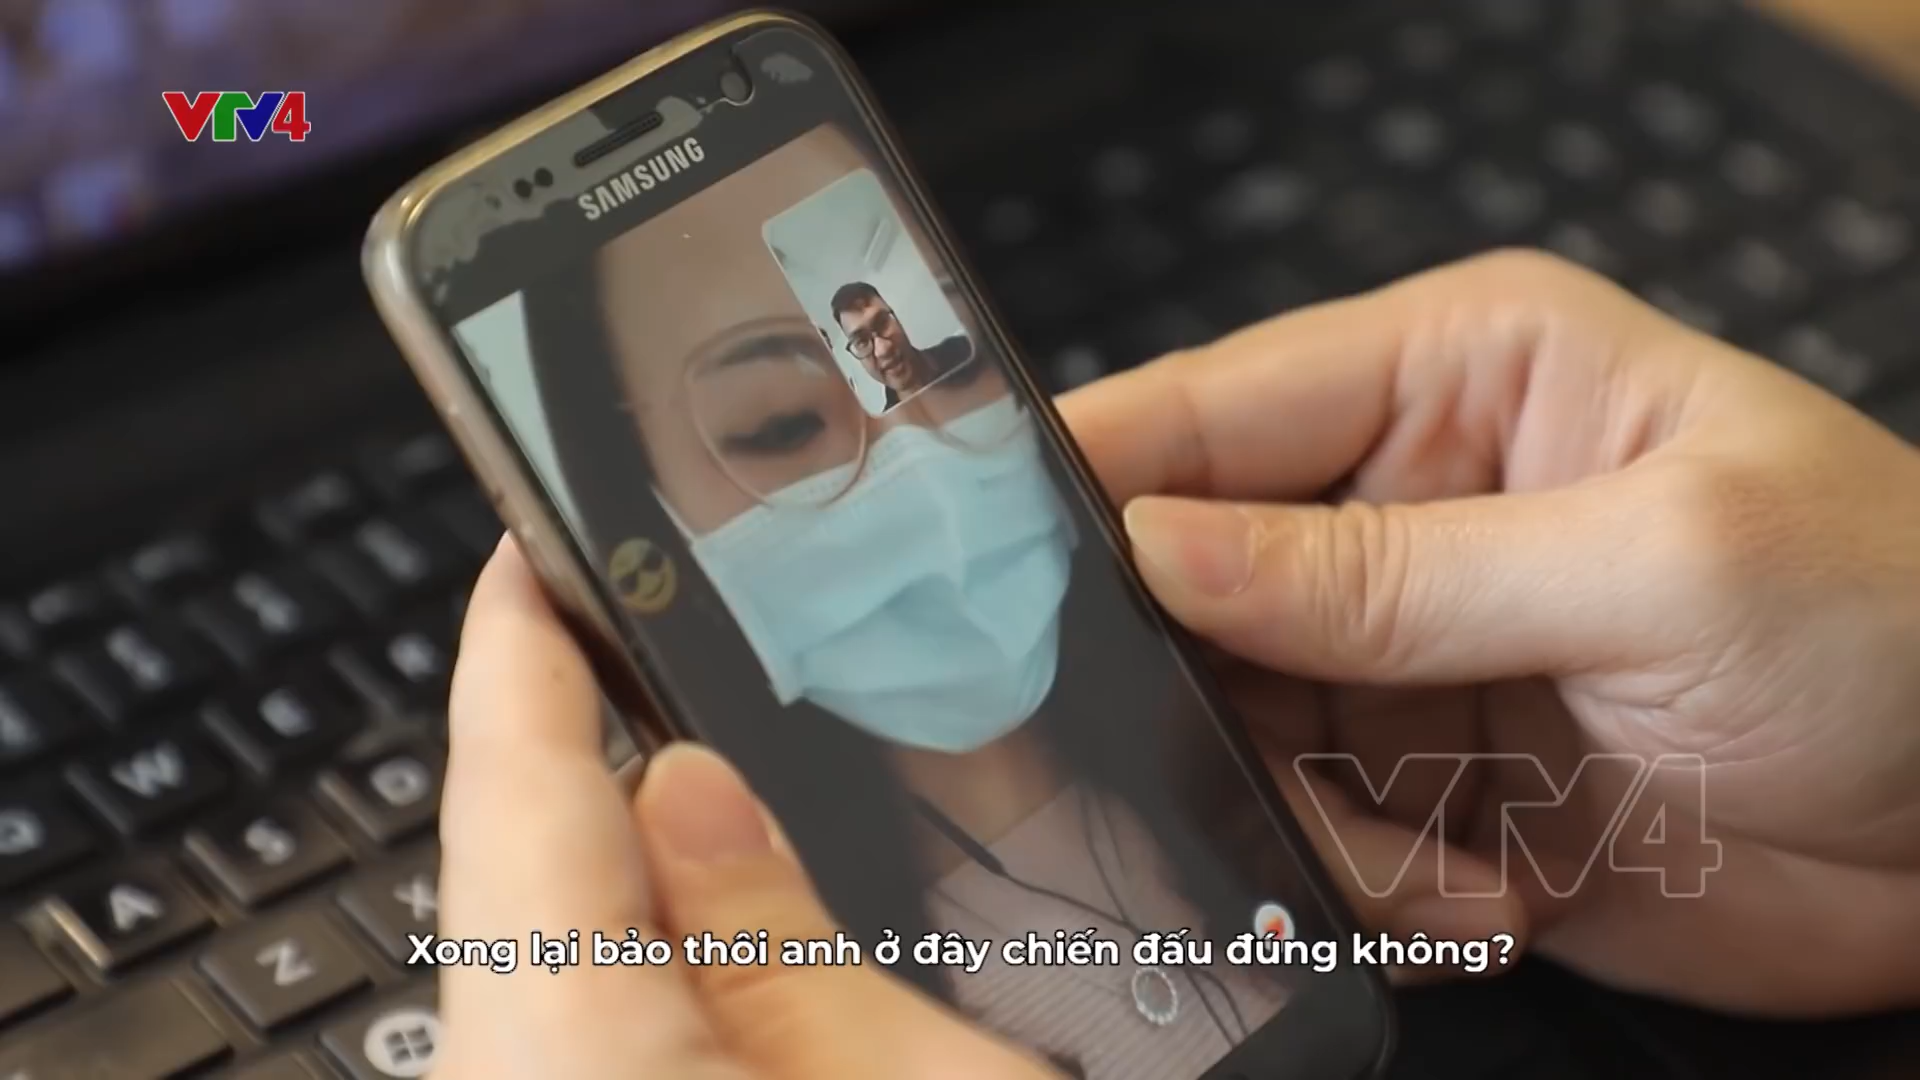 VTV4
SAMSUNG
W
D
S
A
X
Z
VTV4
Xong lại bảo thôi anh ở đây chiến đấu đúng không?